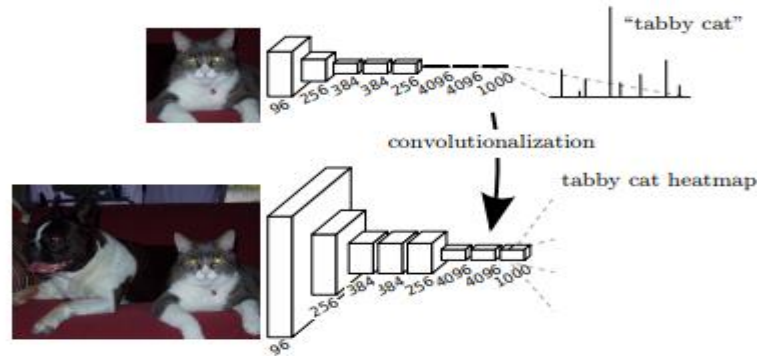 “tabby cat”
96 256 384 384 256 4096 4096 1000
convolutionalization
tabby cat heatmap
96 256 384 384 256 4096 4096 1000